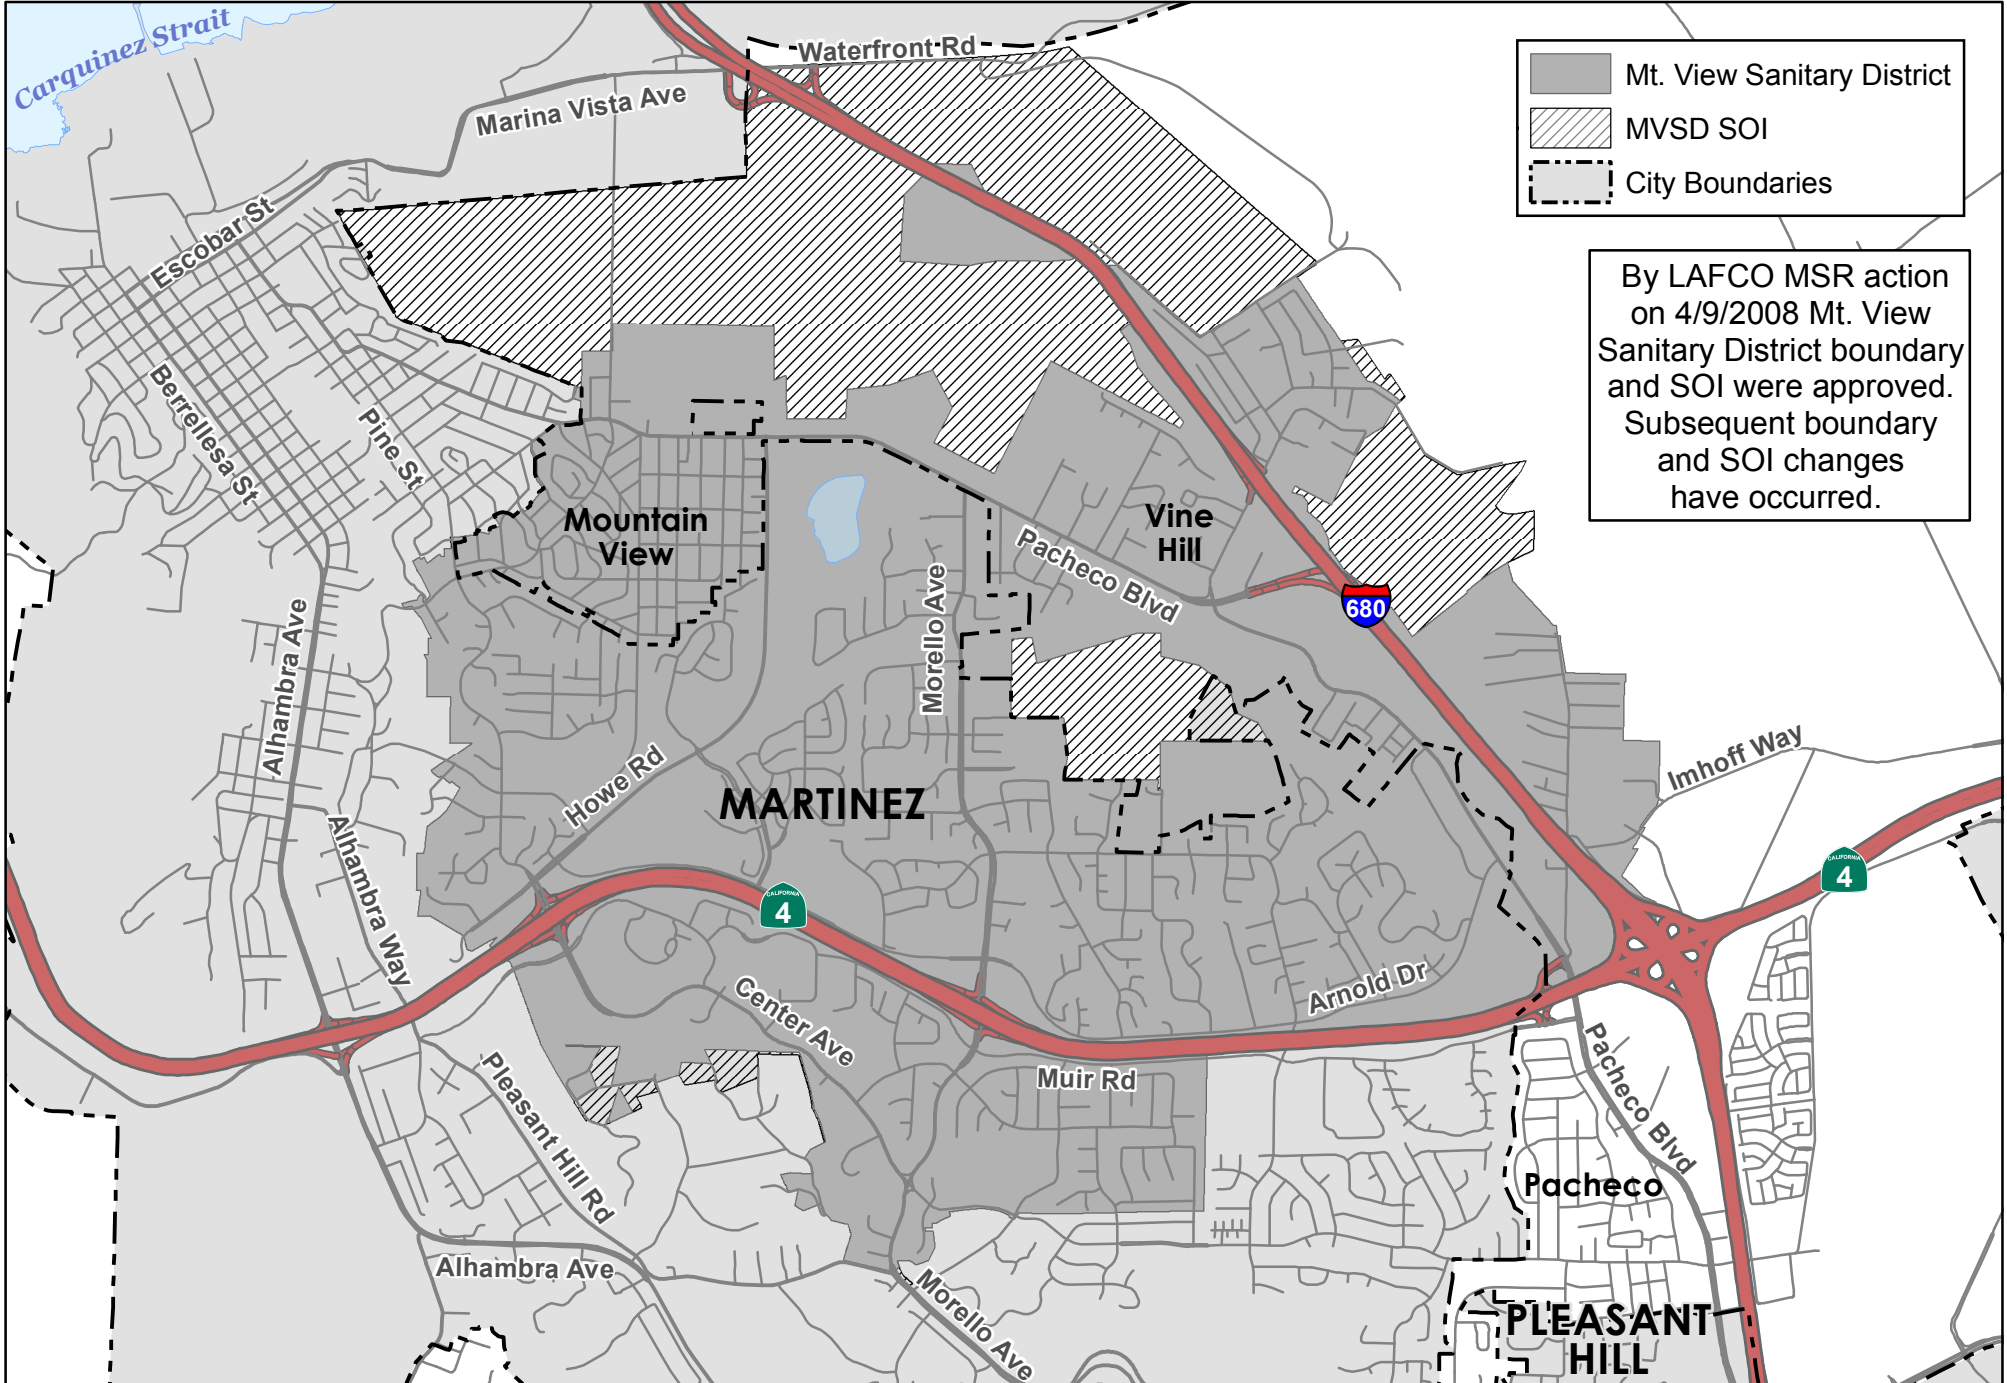 Carquinez Strait
Waterfront Rd
Marina Vista Ave
Mt. View Sanitary District
MVSD SOI
City Boundaries
By LAFCO MSR action
on 4/9/2008 Mt. View
Sanitary District boundary
and SOI were approved.
Subsequent boundary
and SOI changes
have occurred.
Escobar St
Berrellesa St
Pine St
Mountain
View
Vine
Hill
Pacheco Blvd
680
Morello Ave
Alhambra Ave
Howe Rd
MARTINEZ
Imhoff Way
Alhambra Way
CALIFORNIA
4
CALIFORNIA
4
Center Ave
Arnold Dr
Muir Rd
Pleasant Hill Rd
Pacheco Blvd
Pacheco
Alhambra Ave
Morello Ave
PLEASANT
HILL